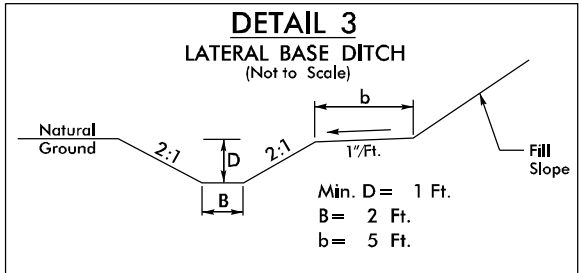 DETAIL 3
LATERAL BASE DITCH
(Not to Scale)
b
Natural
Ground
2:1
D
2:1
1"/Ft.
B
Fill
Slope
Min. D= 1 Ft.
B= 2 Ft.
b= 5 Ft.